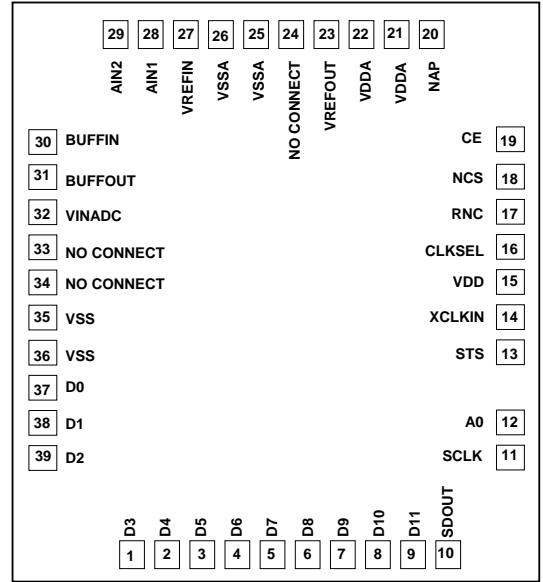 29 28 27 26 25 24 23 22 21 20
AIN2 AIN1 VREFIN VSSA VSSA NO CONNECT VREFOUT VDDA VDDA NAP
30 BUFFIN CE 19
31 BUFFOUT NCS 18
32 VINADC RNC 17
33 NO CONNECT CLKSEL 16
34 NO CONNECT VDD 15
35 VSS XCLKIN 14
36 VSS STS 13
37 D0
38 D1 A0 12
39 D2 SCLK 11
D3 D4 D5 D6 D7 D8 D9 D10 D11 SDOUT
1 2 3 4 5 6 7 8 9 10